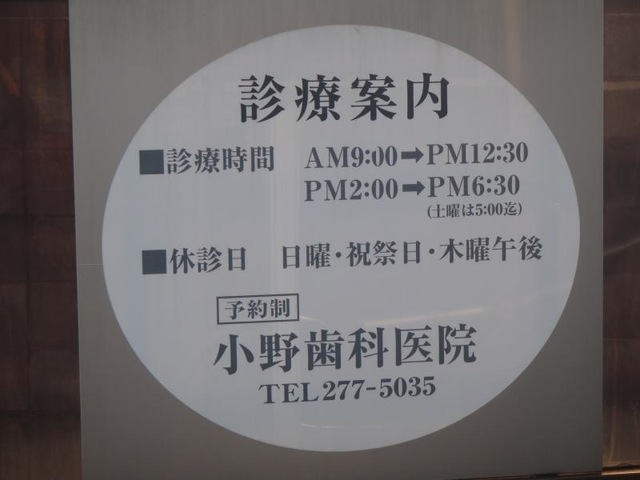 診療案内
■診療時間 AM9:00➡PM12:30
PM2:00➡PM6:30
(土曜は5:00迄)
■休診日 日曜・祝祭日・木曜午後
予約制
小野歯科医院
TEL277-5035